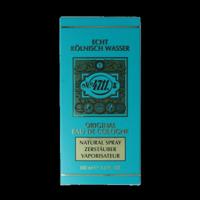 ECHT
KÖLNISCH WASSER
Nº 4711.
ORIGINAL
EAU DE COLOGNE
NATURAL SPRAY
ZERSTÄUBER
VAPORISATEUR